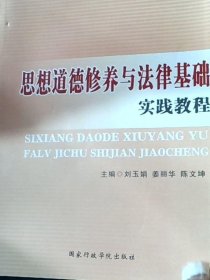 思想道德修养与法律基础
实践教程
SIXIANG DAODE XIUYANG YU
FALV JICHU SHIJIAN JIAOCHENG
主编 刘玉娟 姜丽华 陈文坤
国家行政学院出版社